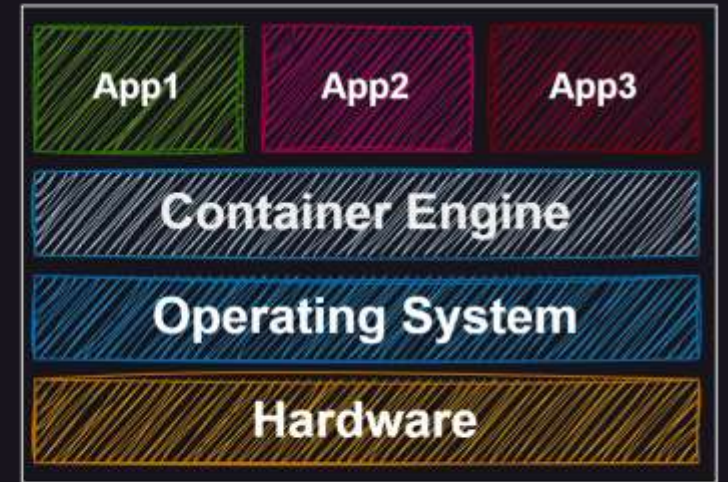 App1 App2 App3
Container Engine
Operating System
Hardware